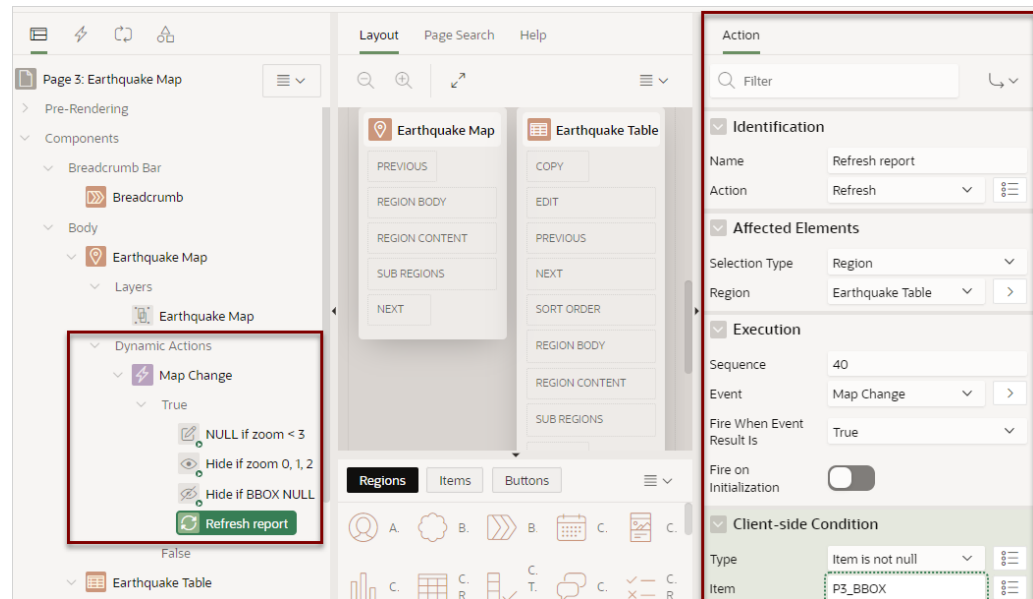 Page 3: Earthquake Map
Pre-Rendering
Components
Breadcrumb Bar
Breadcrumb
Body
Earthquake Map
Layers
Earthquake Map
Dynamic Actions
Map Change
True
NULL if zoom < 3
Hide if zoom 0, 1, 2
Hide if BBOX NULL
Refresh report
False
Earthquake Table
Layout Page Search Help
Earthquake Map
PREVIOUS
REGION BODY
REGION CONTENT
SUB REGIONS
NEXT
Earthquake Table
COPY
EDIT
PREVIOUS
NEXT
SORT ORDER
REGION BODY
REGION CONTENT
SUB REGIONS
Regions Items Buttons
A. B. B. C. C.
C. C. R C. T. C. C. R
Action
Filter
Identification
Name Refresh report
Action Refresh
Affected Elements
Selection Type Region
Region Earthquake Table
Execution
Sequence 40
Event Map Change
Fire When Event
Result Is True
Fire on
Initialization
Client-side Condition
Type Item is not null
Item P3_BBOX